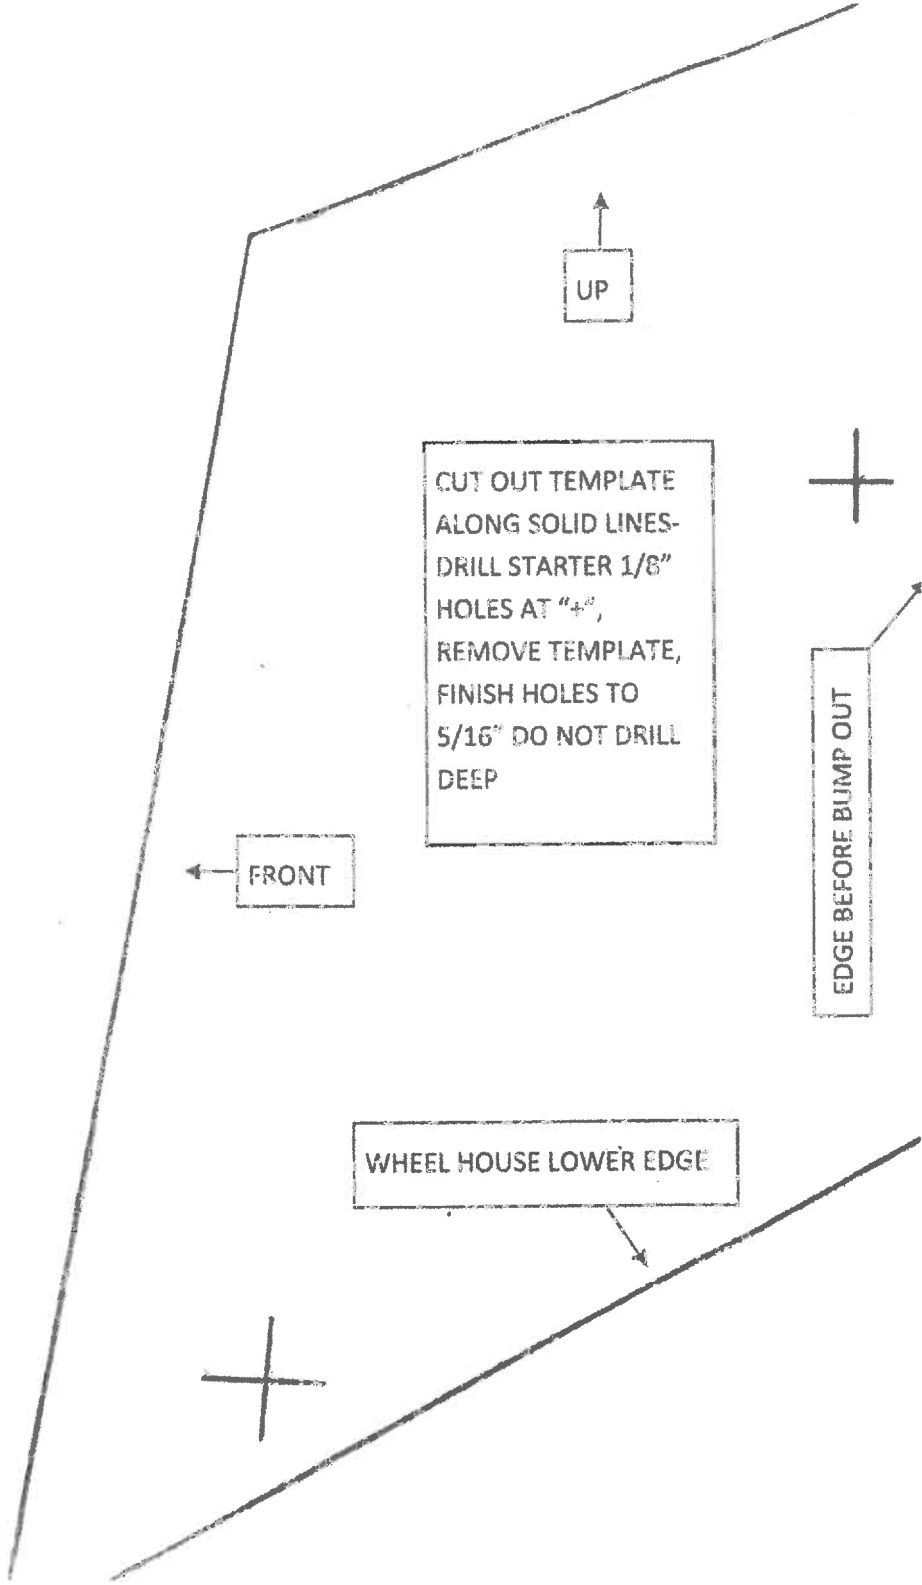 UP
CUT OUT TEMPLATE
ALONG SOLID LINES-
DRILL STARTER 1/8”
HOLES AT “+”,
REMOVE TEMPLATE,
FINISH HOLES TO
5/16” DO NOT DRILL
DEEP
EDGE BEFORE BUMP OUT
FRONT
WHEEL HOUSE LOWER EDGE